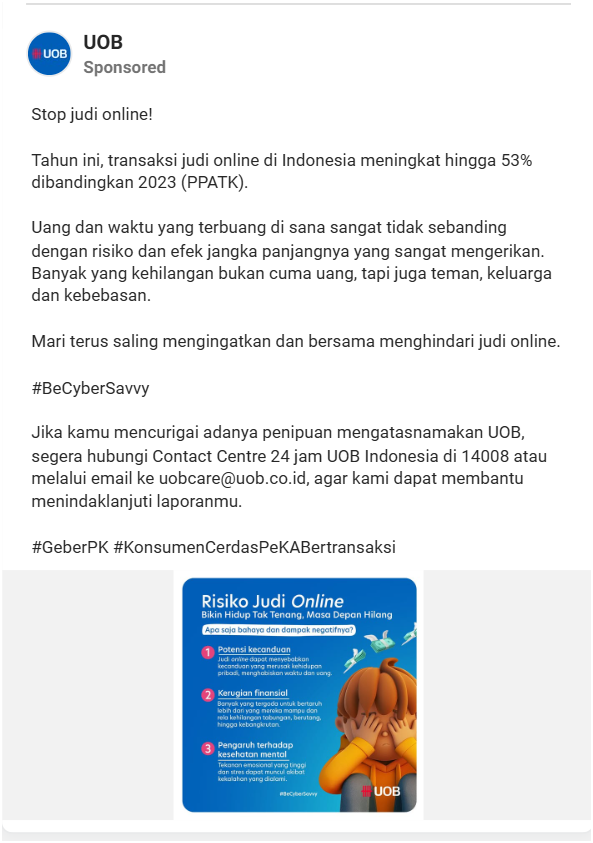 UOB
UOB
Sponsored
Stop judi online!
Tahun ini, transaksi judi online di Indonesia meningkat hingga 53%
dibandingkan 2023 (PPATK).
Uang dan waktu yang terbuang di sana sangat tidak sebanding
dengan risiko dan efek jangka panjangnya yang sangat mengerikan.
Banyak yang kehilangan bukan cuma uang, tapi juga teman, keluarga
dan kebebasan.
Mari terus saling mengingatkan dan bersama menghindari judi online.
#BeCyberSavvy
Jika kamu mencurigai adanya penipuan mengatasnamakan UOB,
segera hubungi Contact Centre 24 jam UOB Indonesia di 14008 atau
melalui email ke uobcare@uob.co.id, agar kami dapat membantu
menindaklanjuti laporanmu.
#GeberPK #KonsumenCerdasPeKABertransaksi
Risiko Judi Online
Bikin Hidup Tak Tenang, Masa Depan Hilang
Apa saja bahaya dan dampak negatifnya?
1 Potensi kecanduan
Judi online dapat menyebabkan
kecanduan yang merusak kehidupan
pribadi, menghabiskan waktu dan uang.
2 Kerugian finansial
Banyak yang tergoda untuk bertaruh
lebih dari yang mereka mampu dan
rela kehilangan tabungan, berutang,
hingga kebangkrutan.
3 Pengaruh terhadap
kesehatan mental
Tekanan emosional yang tinggi
dan stres dapat muncul akibat
kekalahan yang dialami.
#BeCyberSavvy
UOB